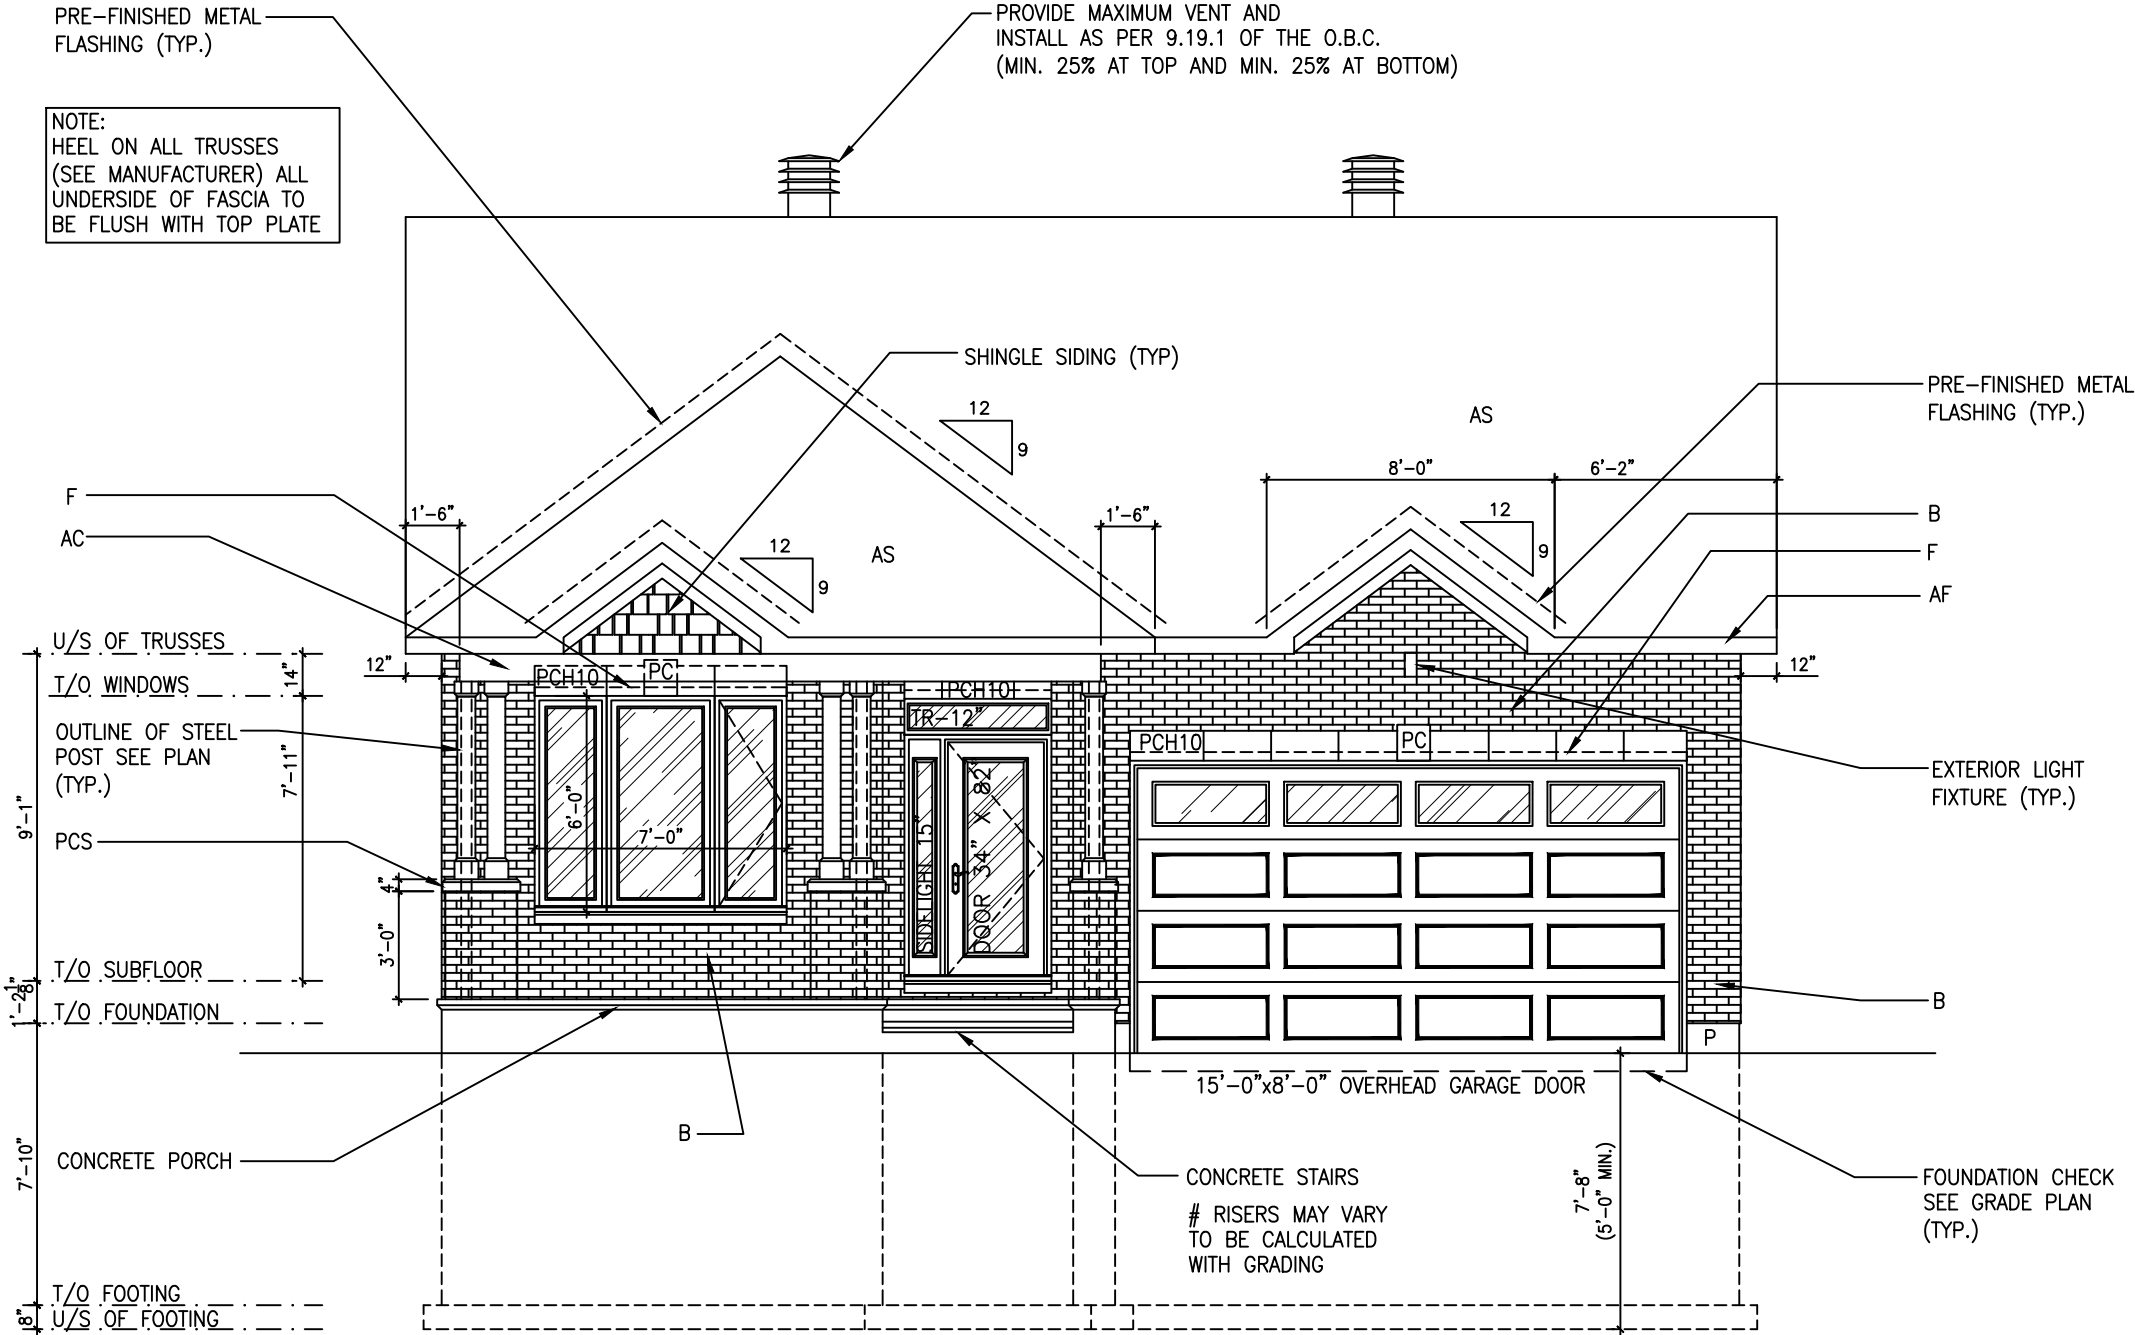 PRE-FINISHED METAL
FLASHING (TYP.)
PROVIDE MAXIMUM VENT AND
INSTALL AS PER 9.19.1 OF THE O.B.C.
(MIN. 25% AT TOP AND MIN. 25% AT BOTTOM)
NOTE:
HEEL ON ALL TRUSSES
(SEE MANUFACTURER) ALL
UNDERSIDE OF FASCIA TO
BE FLUSH WITH TOP PLATE
SHINGLE SIDING (TYP)
PRE-FINISHED METAL
FLASHING (TYP.)
12
9
AS
8'-0"
6'-2"
F
1'-6"
1'-6"
12
9
B
AC
12
9
AS
F
AF
U/S OF TRUSSES
12"
14"
12"
T/O WINDOWS
PCH10
PC
PCH10
TR-12"
OUTLINE OF STEEL
POST SEE PLAN
(TYP.)
7'-11"
PCH10
PC
EXTERIOR LIGHT
FIXTURE (TYP.)
9'-1"
6'-0"
7'-0"
SIDELIGHT 15"
DOOR 34" X 82"
PCS
4"
3'-0"
T/O SUBFLOOR
1'-2 1/8"
T/O FOUNDATION
B
P
15'-0"x8'-0" OVERHEAD GARAGE DOOR
B
7'-10"
CONCRETE PORCH
CONCRETE STAIRS
# RISERS MAY VARY
TO BE CALCULATED
WITH GRADING
7'-8"
(5'-0" MIN.)
FOUNDATION CHECK
SEE GRADE PLAN
(TYP.)
T/O FOOTING
8"
U/S OF FOOTING